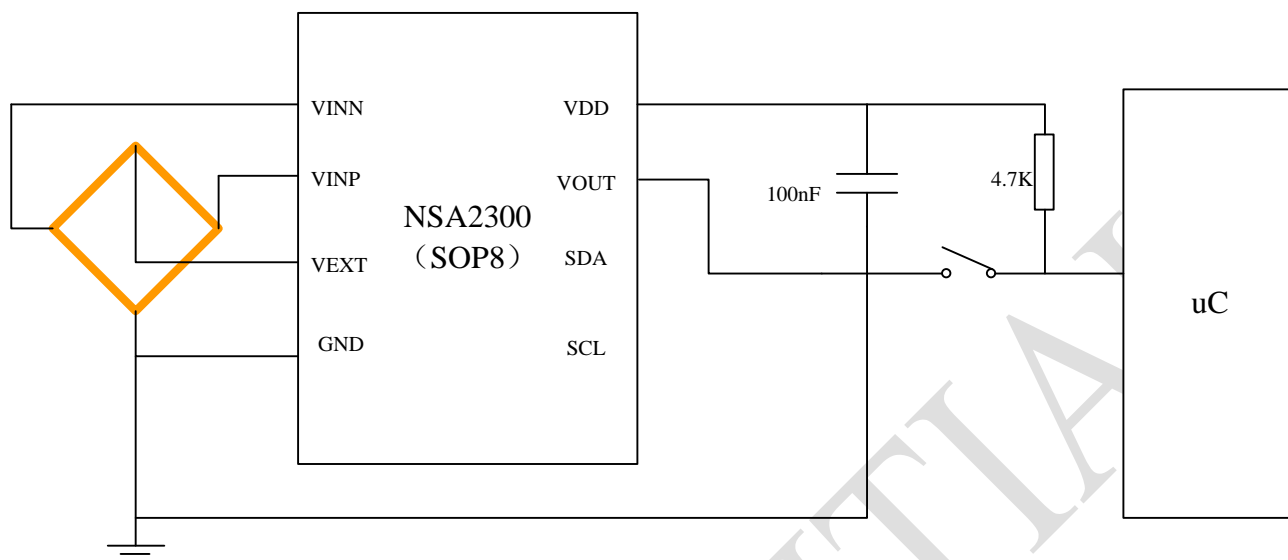 VINN
VDD
VINP
VOUT
100nF
4.7K
NSA2300
（SOP8）
VEXT
SDA
uC
GND
SCL